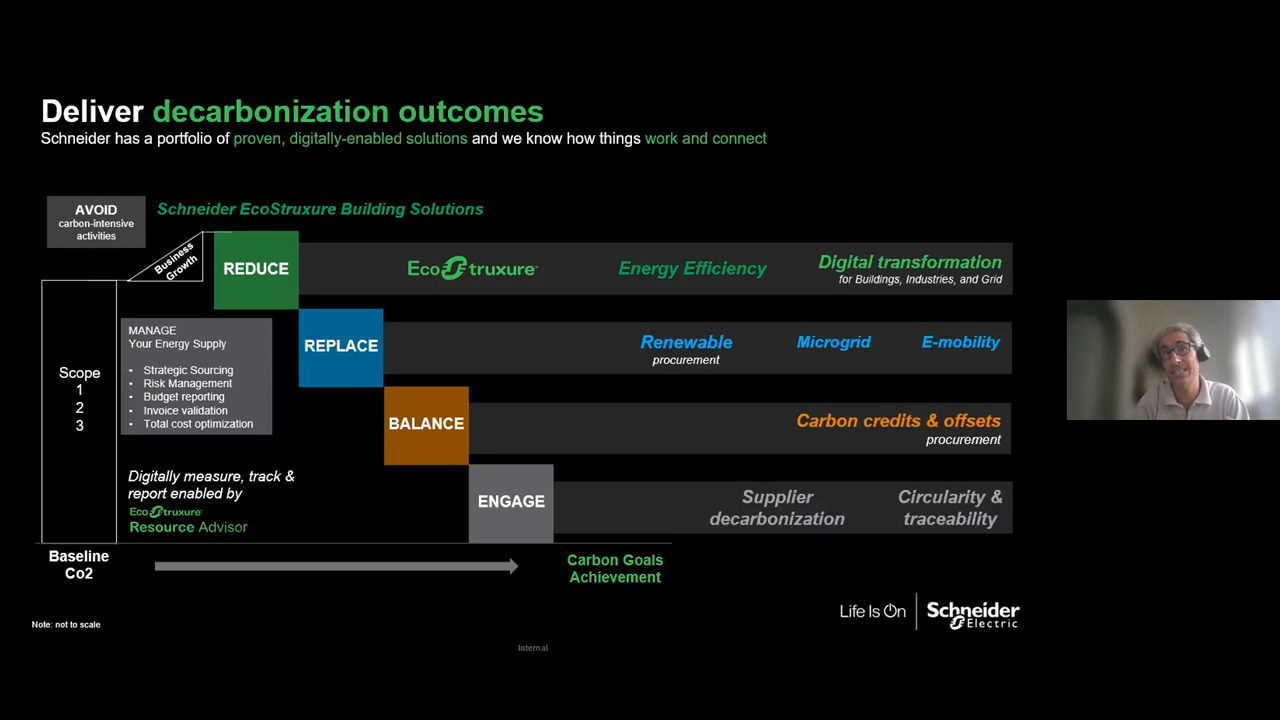 Deliver decarbonization outcomes
Schneider has a portfolio of proven, digitally-enabled solutions and we know how things work and connect
AVOID
carbon-intensive
activities
Schneider EcoStruxure Building Solutions
Business
Growth
REDUCE
EcoStruxure™
Energy Efficiency
Digital transformation
for Buildings, Industries, and Grid
MANAGE
Your Energy Supply
• Strategic Sourcing
• Risk Management
• Budget reporting
• Invoice validation
• Total cost optimization
REPLACE
Renewable
procurement
Microgrid
E-mobility
Scope
1
2
3
BALANCE
Carbon credits & offsets
procurement
Digitally measure, track &
report enabled by
EcoStruxure™
Resource Advisor
ENGAGE
Supplier
decarbonization
Circularity &
traceability
Baseline
Co2
Carbon Goals
Achievement
Life Is On
Schneider
Electric
Note: not to scale
Internal